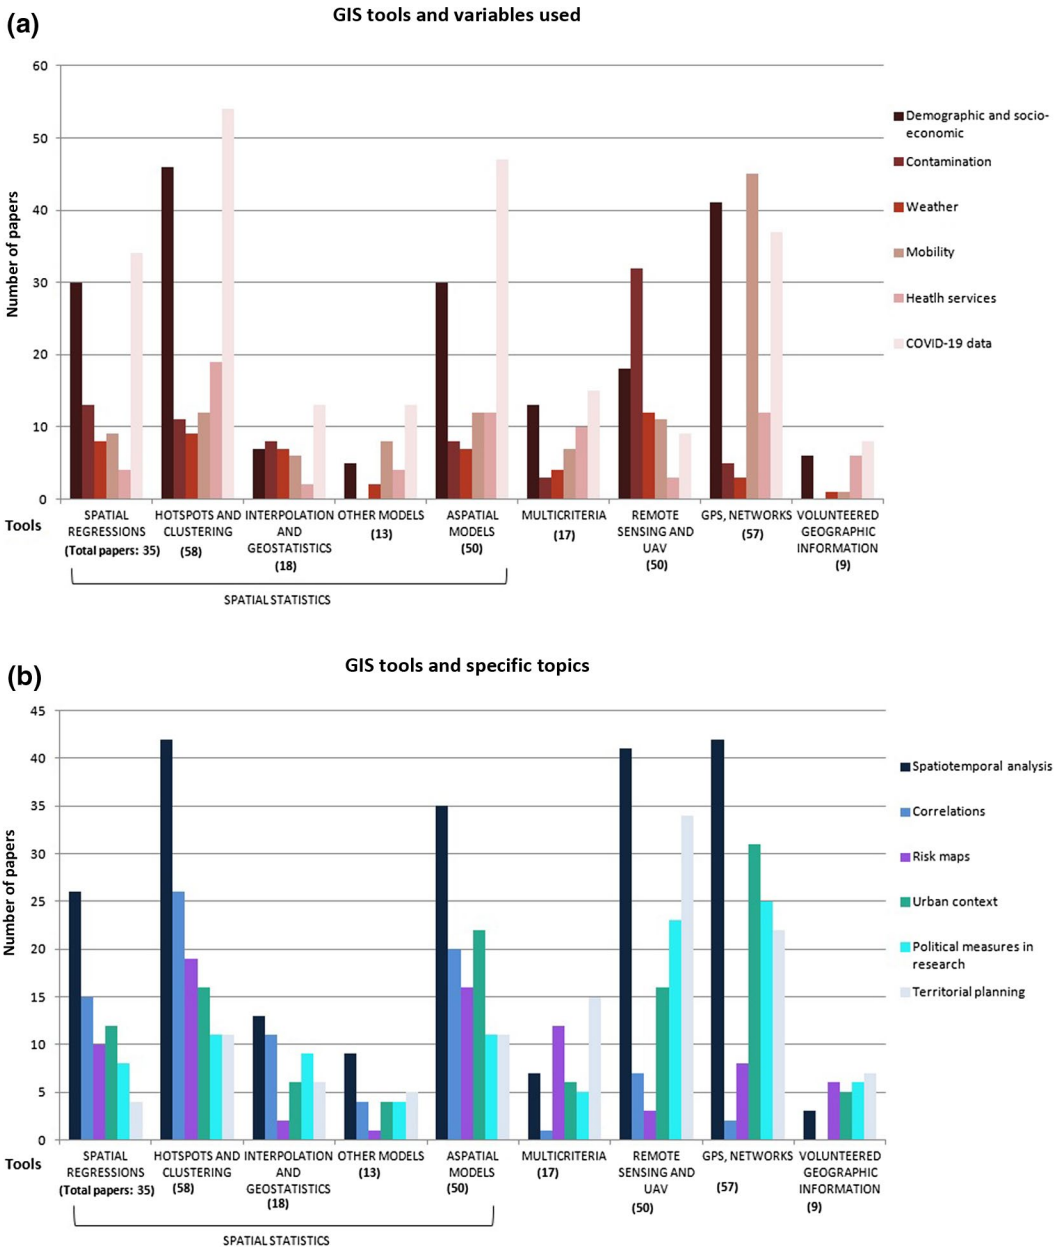 (a)
GIS tools and variables used
60
50
40
30
20
10
0
Number of papers
Demographic and socio-
economic
Contamination
Weather
Mobility
Heatlh services
COVID-19 data
Tools
SPATIAL
REGRESSIONS
(Total papers: 35)
HOTSPOTS AND
CLUSTERING
(58)
INTERPOLATION
AND
GEOSTATISTICS
(18)
OTHER MODELS
(13)
ASPATIAL
MODELS
(50)
MULTICRITERIA
(17)
REMOTE
SENSING AND
UAV
(50)
GPS, NETWORKS
(57)
VOLUNTEERED
GEOGRAPHIC
INFORMATION
(9)
SPATIAL STATISTICS
(b)
GIS tools and specific topics
45
40
35
30
25
20
15
10
5
0
Number of papers
Spatiotemporal analysis
Correlations
Risk maps
Urban context
Political measures in
research
Territorial planning
Tools
SPATIAL
REGRESSIONS
(Total papers: 35)
HOTSPOTS AND
CLUSTERING
(58)
INTERPOLATION
AND
GEOSTATISTICS
(18)
OTHER MODELS
(13)
ASPATIAL
MODELS
(50)
MULTICRITERIA
(17)
REMOTE
SENSING AND
UAV
(50)
GPS, NETWORKS
(57)
VOLUNTEERED
GEOGRAPHIC
INFORMATION
(9)
SPATIAL STATISTICS